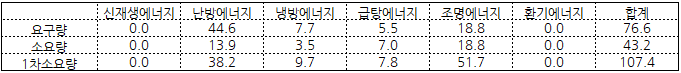 신재생에너지 난방에너지 냉방에너지 급탕에너지 조명에너지 환기에너지 합계
요구량 0.0 44.6 7.7 5.5 18.8 0.0 76.6
소요량 0.0 13.9 3.5 7.0 18.8 0.0 43.2
1차소요량 0.0 38.2 9.7 7.8 51.7 0.0 107.4